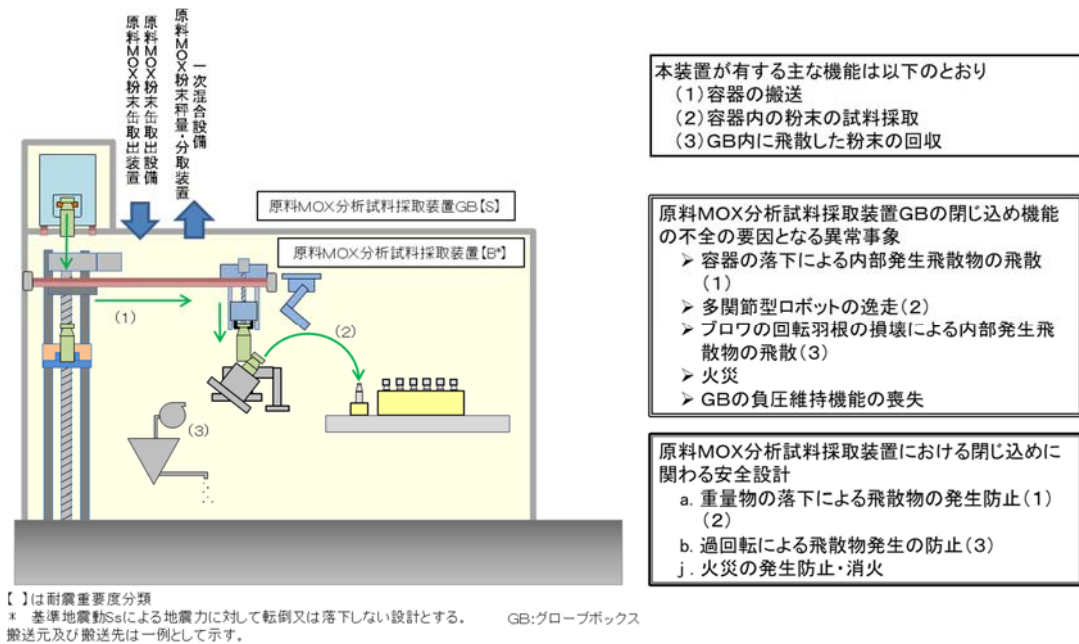 原料MOX粉末缶取出装置
原料MOX粉末缶取出設備
原料MOX粉末秤量・分取装置
一次混合設備
原料MOX分析試料採取装置GB【S】
原料MOX分析試料採取装置【B*】
(1)
(2)
(3)
本装置が有する主な機能は以下のとおり
(1)容器の搬送
(2)容器内の粉末の試料採取
(3)GB内に飛散した粉末の回収
原料MOX分析試料採取装置GBの閉じ込め機能
の不全の要因となる異常事象
➢ 容器の落下による内部発生飛散物の飛散
(1)
➢ 多関節型ロボットの逸走(2)
➢ ブロワの回転羽根の損壊による内部発生飛
散物の飛散(3)
➢ 火災
➢ GBの負圧維持機能の喪失
原料MOX分析試料採取装置における閉じ込めに
関わる安全設計
a. 重量物の落下による飛散物の発生防止(1)
(2)
b. 過回転による飛散物発生の防止(3)
j. 火災の発生防止・消火
【 】は耐震重要度分類
* 基準地震動Ssによる地震力に対して転倒又は落下しない設計とする。 GB:グローブボックス
搬送元及び搬送先は一例として示す。